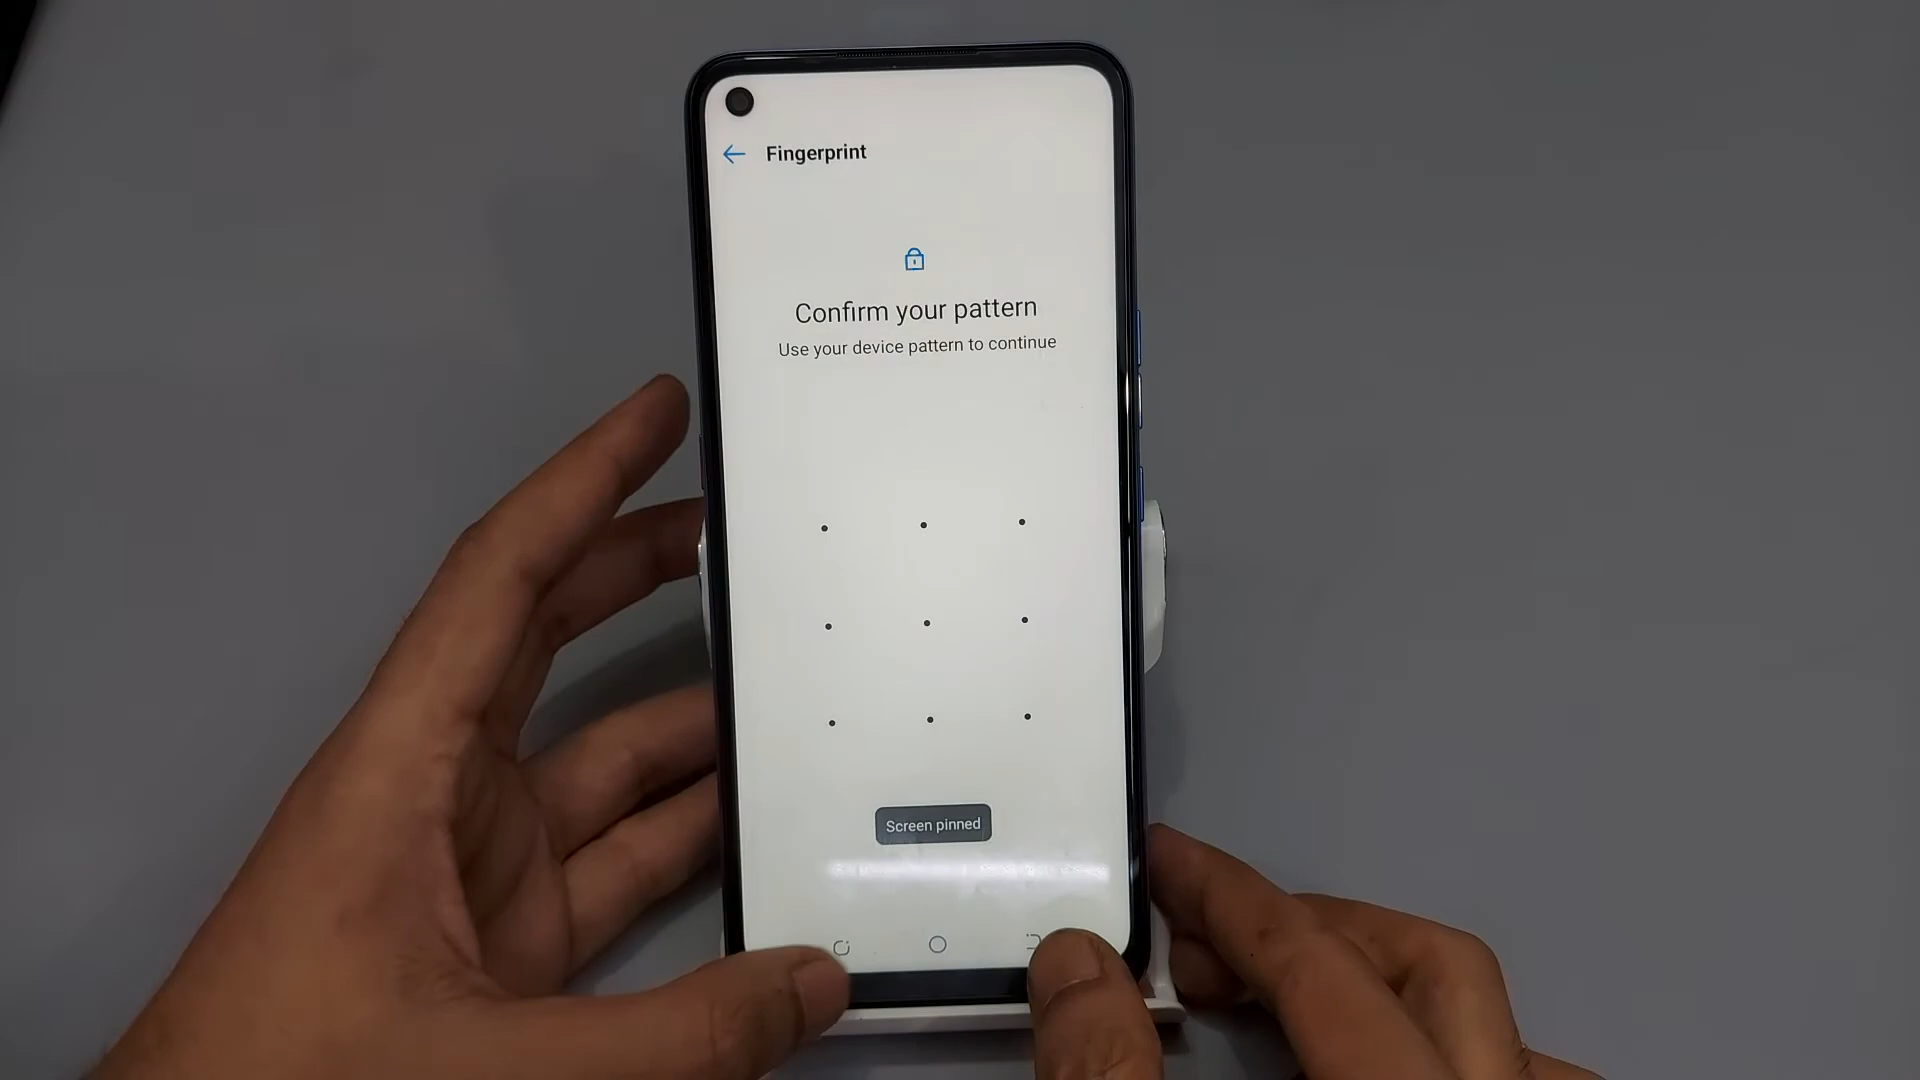 Fingerprint
Confirm your pattern
Use your device pattern to continue
Screen pinned